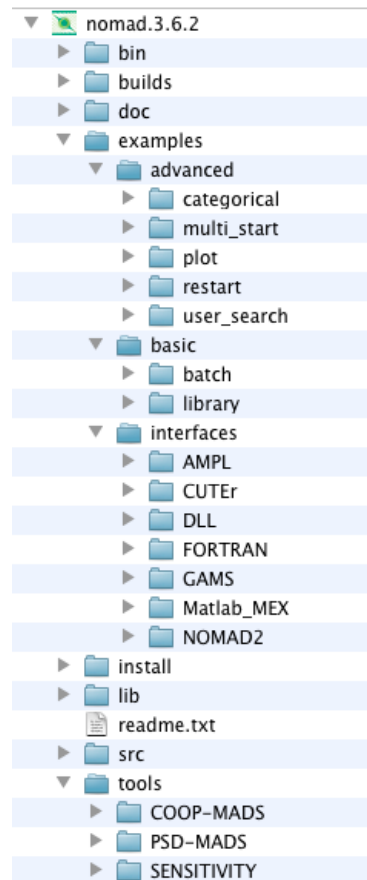 nomad.3.6.2
bin
builds
doc
examples
advanced
categorical
multi_start
plot
restart
user_search
basic
batch
library
interfaces
AMPL
CUTEr
DLL
FORTRAN
GAMS
Matlab_MEX
NOMAD2
install
lib
readme.txt
src
tools
COOP-MADS
PSD-MADS
SENSITIVITY